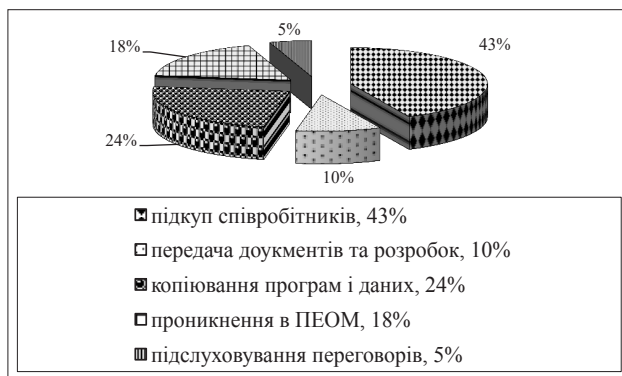 5%
18%
43%
24%
10%
підкуп співробітників, 43%
передача доукментів та розробок, 10%
копіювання програм і даних, 24%
проникнення в ПЕОМ, 18%
підслуховування переговорів, 5%